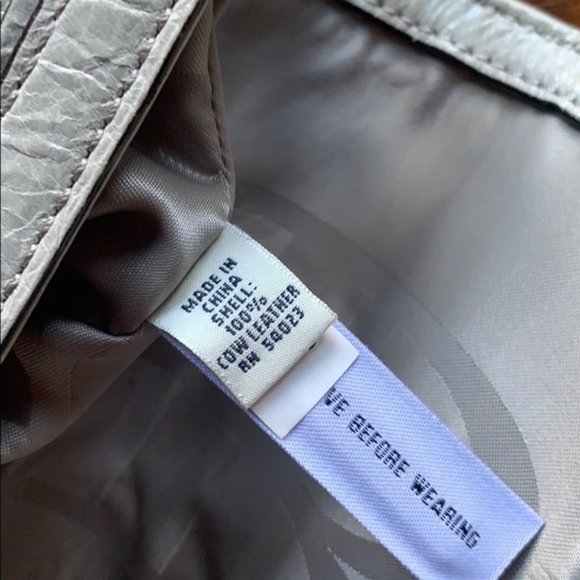 MADE IN
CHINA
SHELL:
100%
COW LEATHER
RN 54023
VE BEFORE WEARING